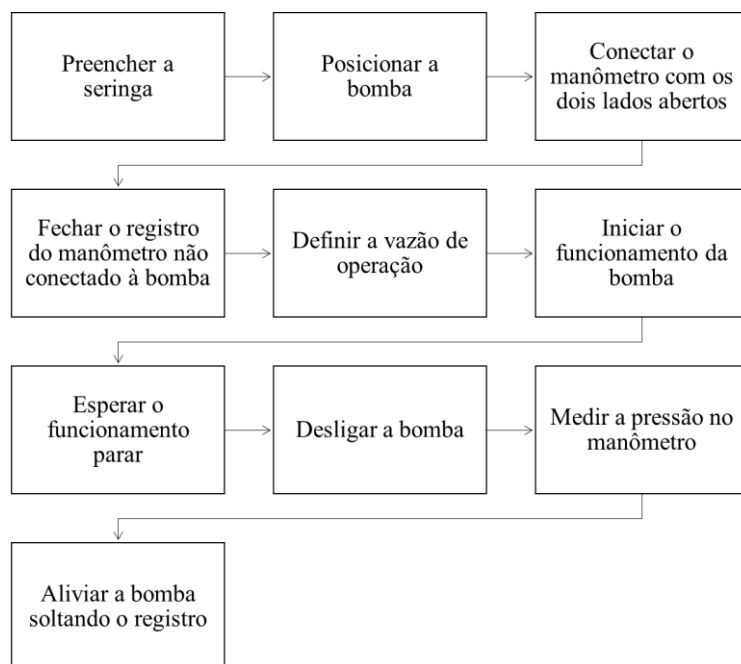 Preencher a
seringa
Posicionar a
bomba
Conectar o
manômetro com os
dois lados abertos
Fechar o registro
do manômetro não
conectado à bomba
Definir a vazão de
operação
Iniciar o
funcionamento da
bomba
Esperar o
funcionamento
parar
Desligar a bomba
Medir a pressão no
manômetro
Aliviar a bomba
soltando o registro